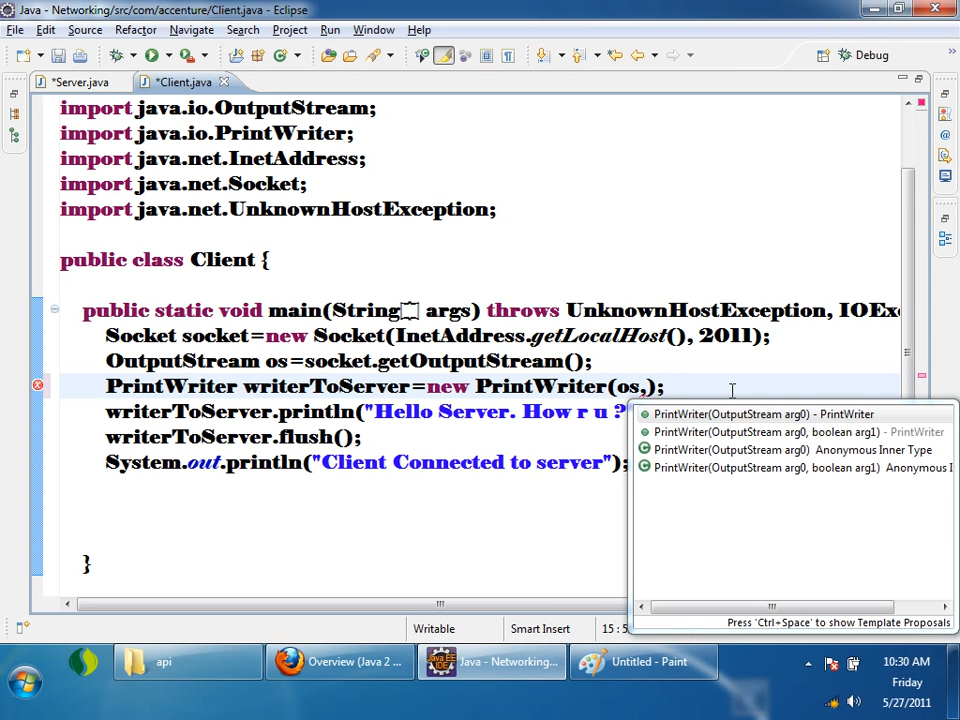 Java - Networking/src/com/accenture/Client.java - Eclipse
File Edit Source Refactor Navigate Search Project Run Window Help
Debug
*Server.java *Client.java
import java.io.OutputStream;
import java.io.PrintWriter;
import java.net.InetAddress;
import java.net.Socket;
import java.net.UnknownHostException;
public class Client {
public static void main(String[] args) throws UnknownHostException, IOExc
Socket socket=new Socket(InetAddress.getLocalHost(), 2011);
OutputStream os=socket.getOutputStream();
PrintWriter writerToServer=new PrintWriter(os,);
writerToServer.println("Hello Server. How r u ?"
writerToServer.flush();
System.out.println("Client Connected to server");
}
PrintWriter(OutputStream arg0) - PrintWriter
PrintWriter(OutputStream arg0, boolean arg1) - PrintWriter
PrintWriter(OutputStream arg0) Anonymous Inner Type
PrintWriter(OutputStream arg0, boolean arg1) Anonymous I
Press 'Ctrl+Space' to show Template Proposals
Writable Smart Insert 15 : 5
api Overview (Java 2 ... Java - Networking... Untitled - Paint
10:30 AM
Friday
5/27/2011